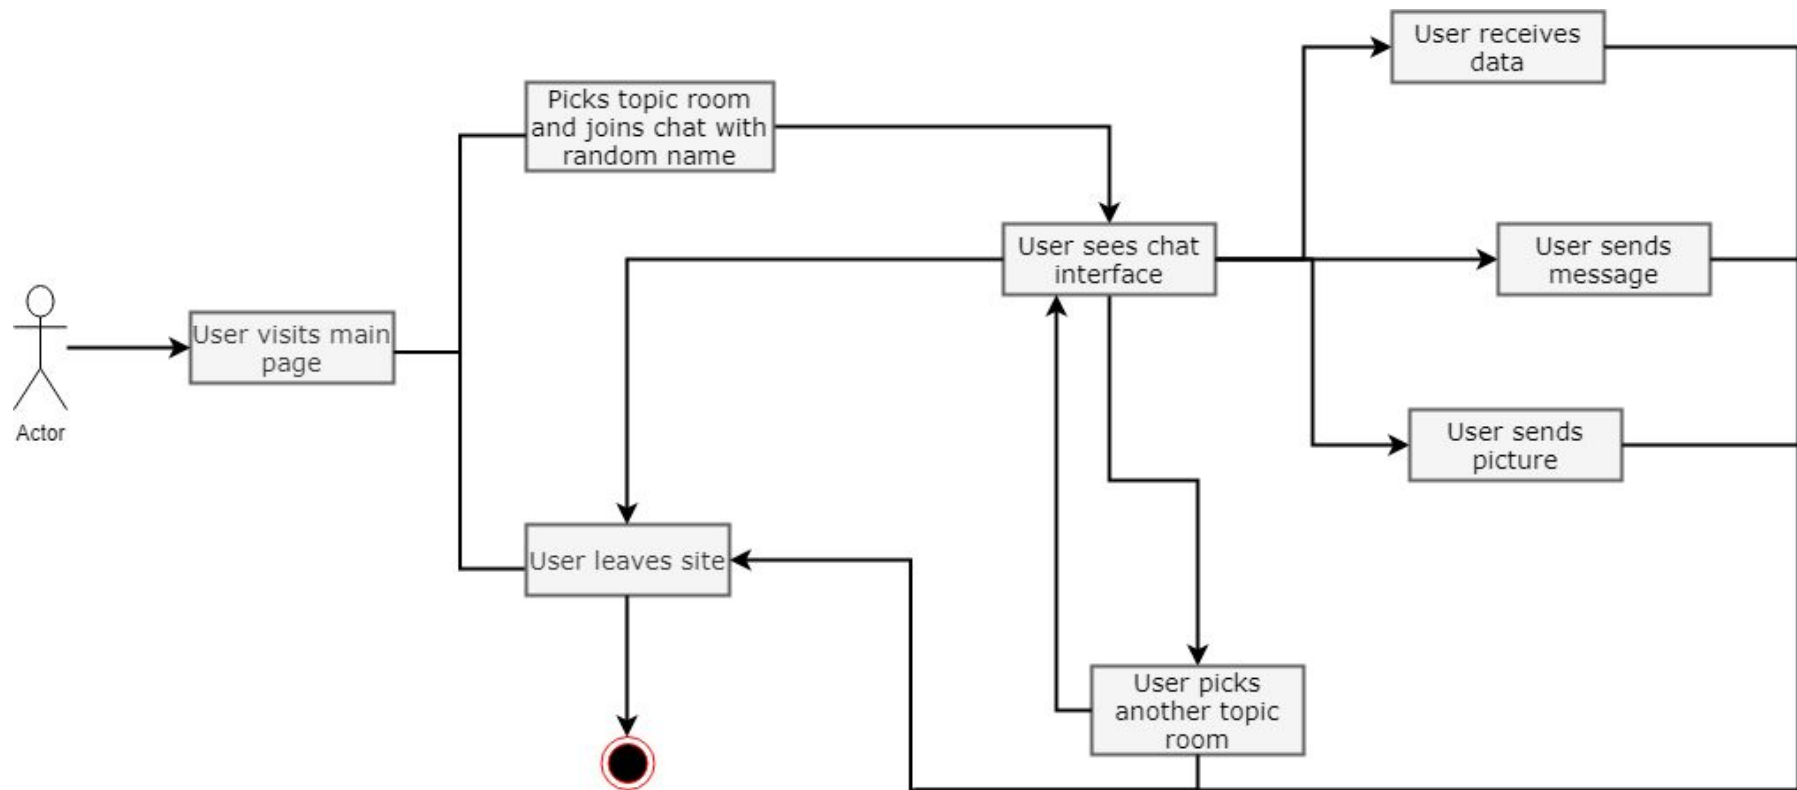 User receives
data
Picks topic room
and joins chat with
random name
User sees chat
interface
User sends
message
User visits main
page
Actor
User sends
picture
User leaves site
User picks
another topic
room